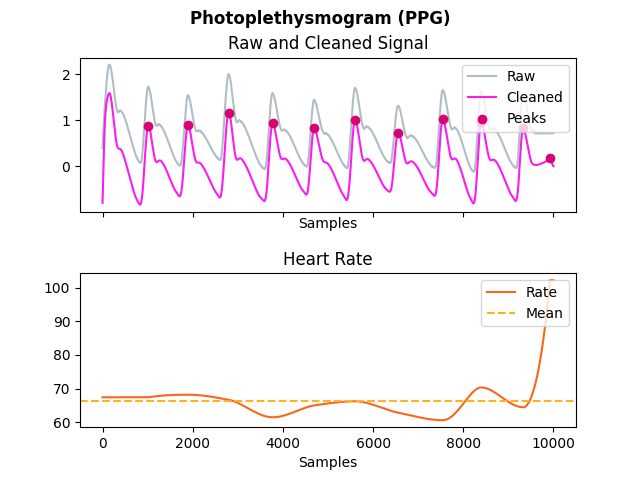 Photoplethysmogram (PPG)
Raw and Cleaned Signal
2
1
0
Raw
Cleaned
Peaks
Samples
Heart Rate
100
90
80
70
60
Rate
Mean
0 2000 4000 6000 8000 10000
Samples